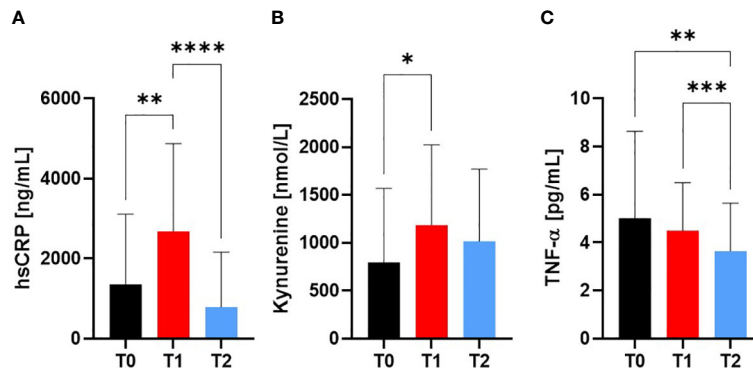 A
B
C
****
**
*
**
***
hsCRP [ng/mL]
6000
4000
2000
0
T0 T1 T2
Kynurenine [nmol/L]
2500
2000
1500
1000
500
0
T0 T1 T2
TNF-α [pg/mL]
10
8
6
4
2
0
T0 T1 T2